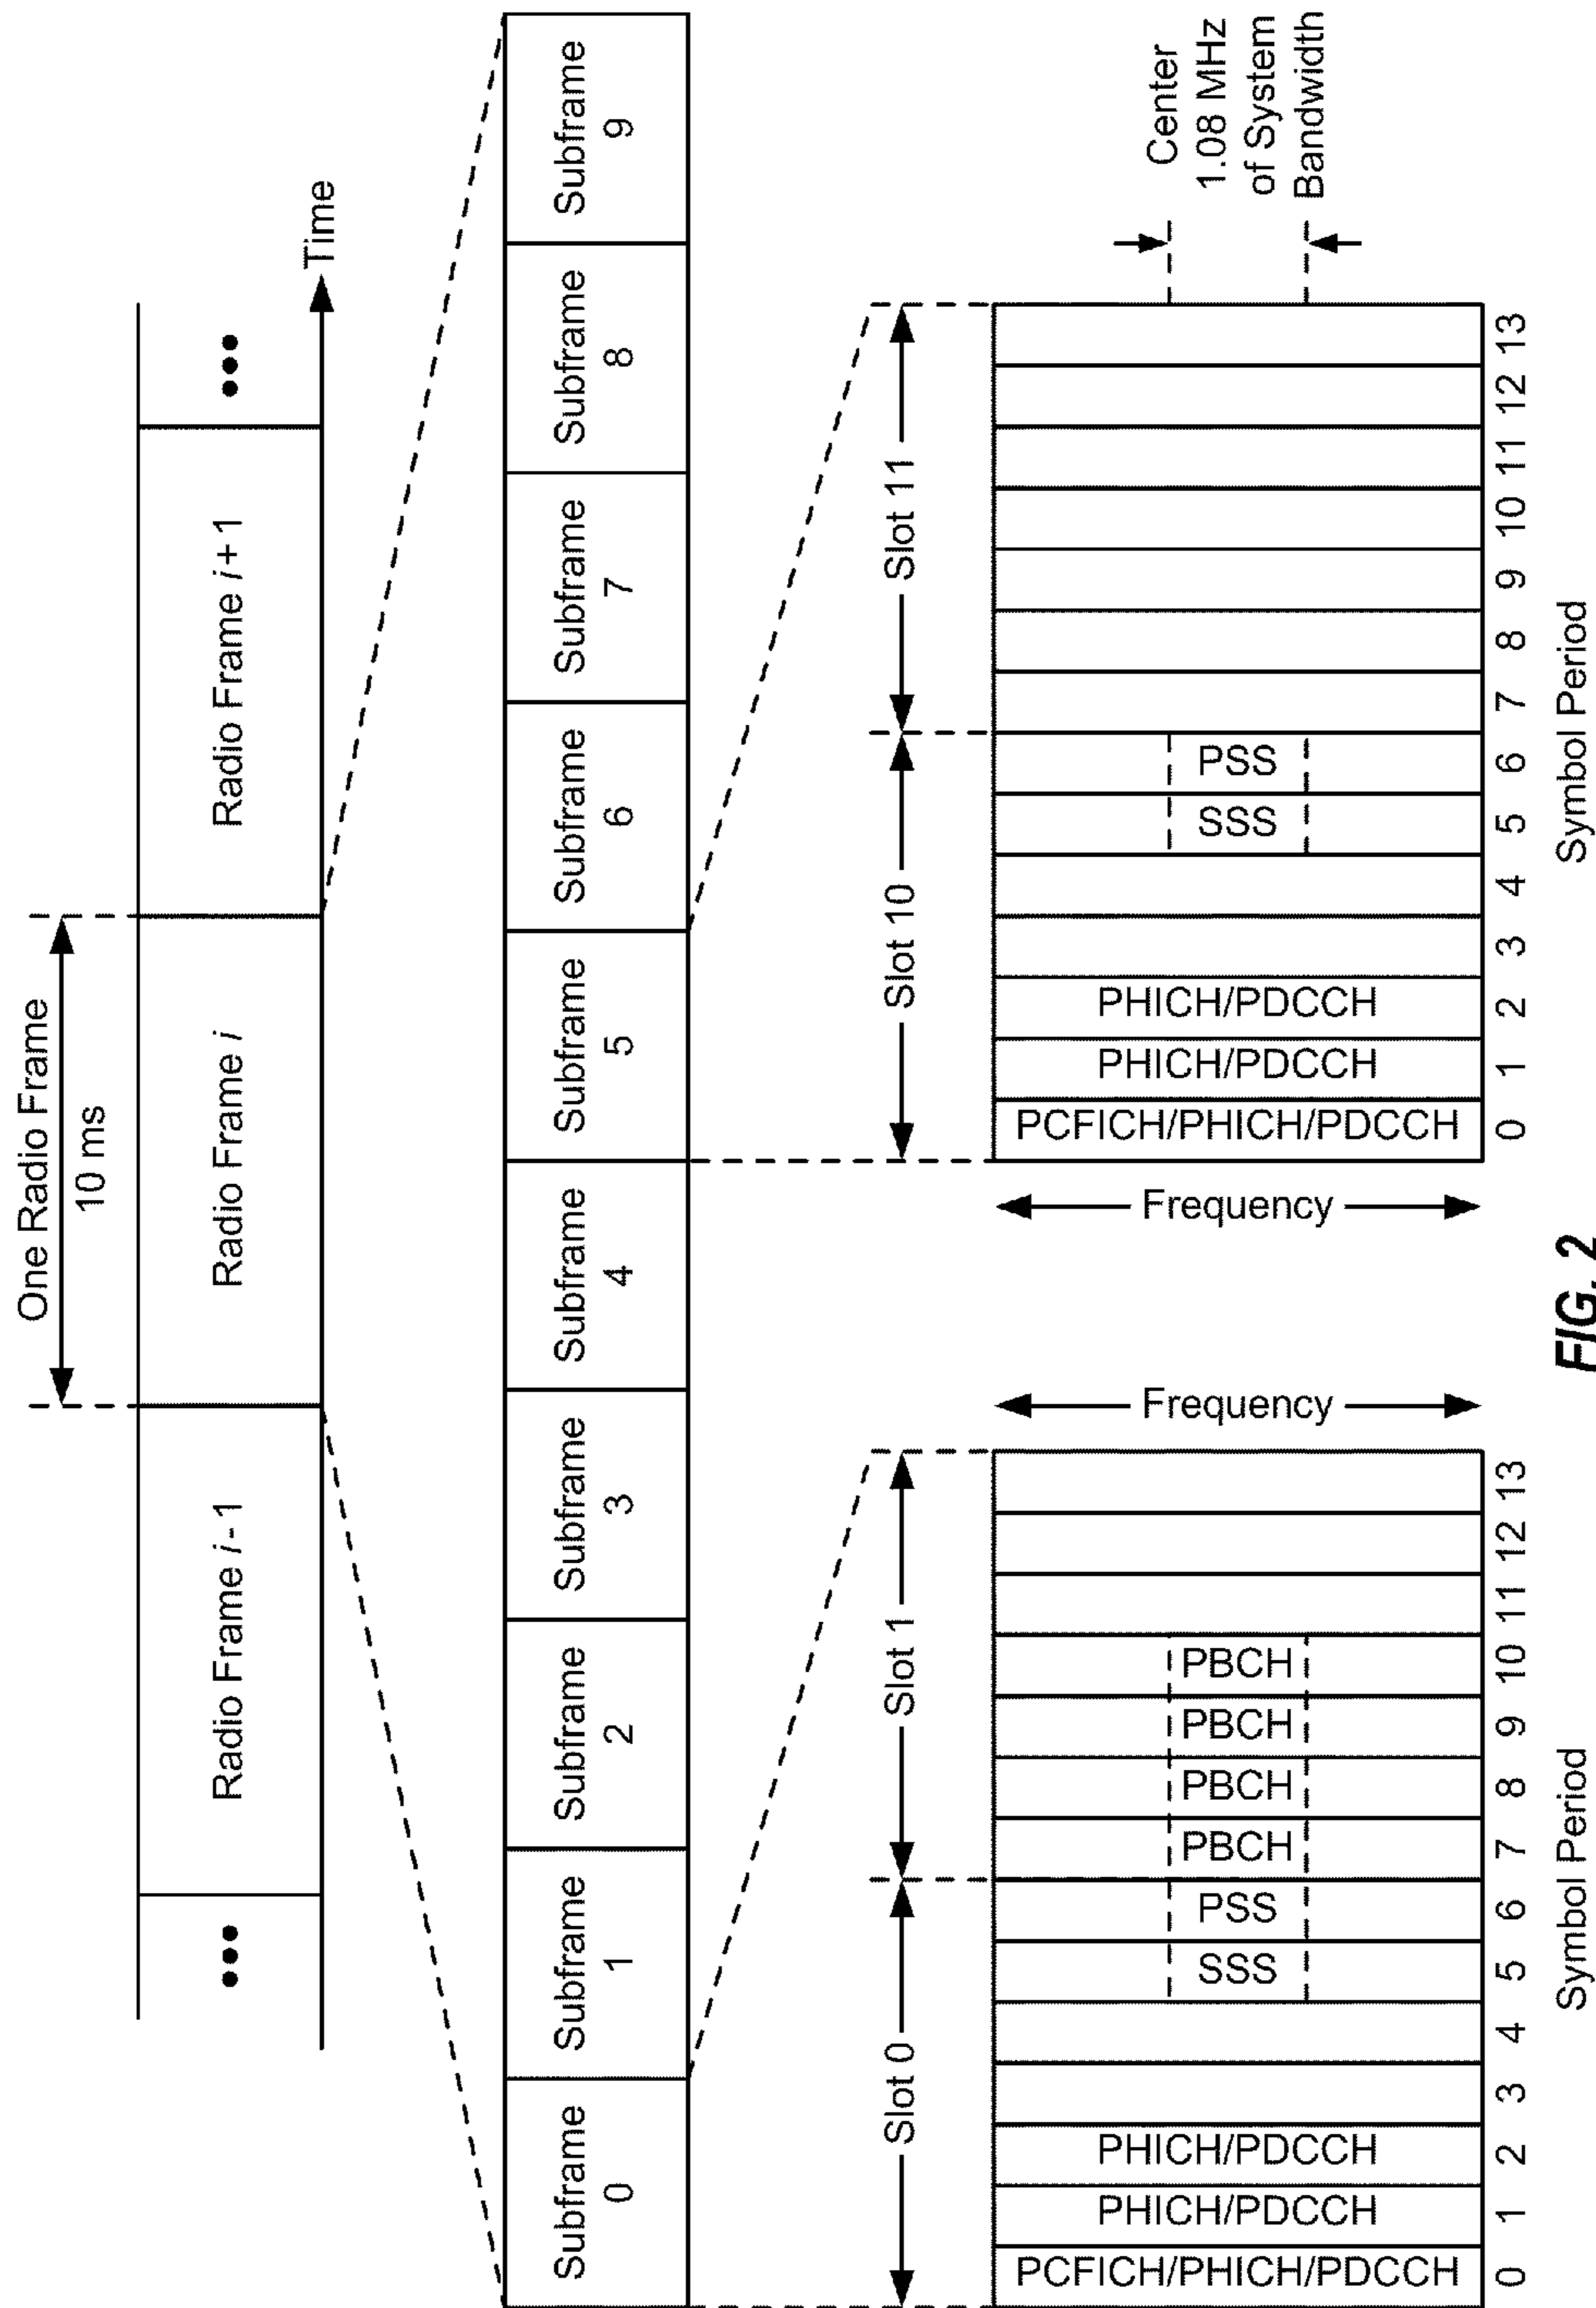 One Radio Frame
10 ms
•••
Radio Frame i-1
Radio Frame i
Radio Frame i+1
•••
Time
Subframe
0
Subframe
1
Subframe
2
Subframe
3
Subframe
4
Subframe
5
Subframe
6
Subframe
7
Subframe
8
Subframe
9
Slot 0
Slot 1
PCFICH/PHICH/PDCCH
PHICH/PDCCH
PHICH/PDCCH
SSS
PSS
PBCH
PBCH
PBCH
PBCH
Frequency
0 1 2 3 4 5 6 7 8 9 10 11 12 13
Symbol Period
Slot 10
Slot 11
Frequency
PCFICH/PHICH/PDCCH
PHICH/PDCCH
PHICH/PDCCH
SSS
PSS
Center
1.08 MHz
of System
Bandwidth
0 1 2 3 4 5 6 7 8 9 10 11 12 13
Symbol Period
FIG. 2